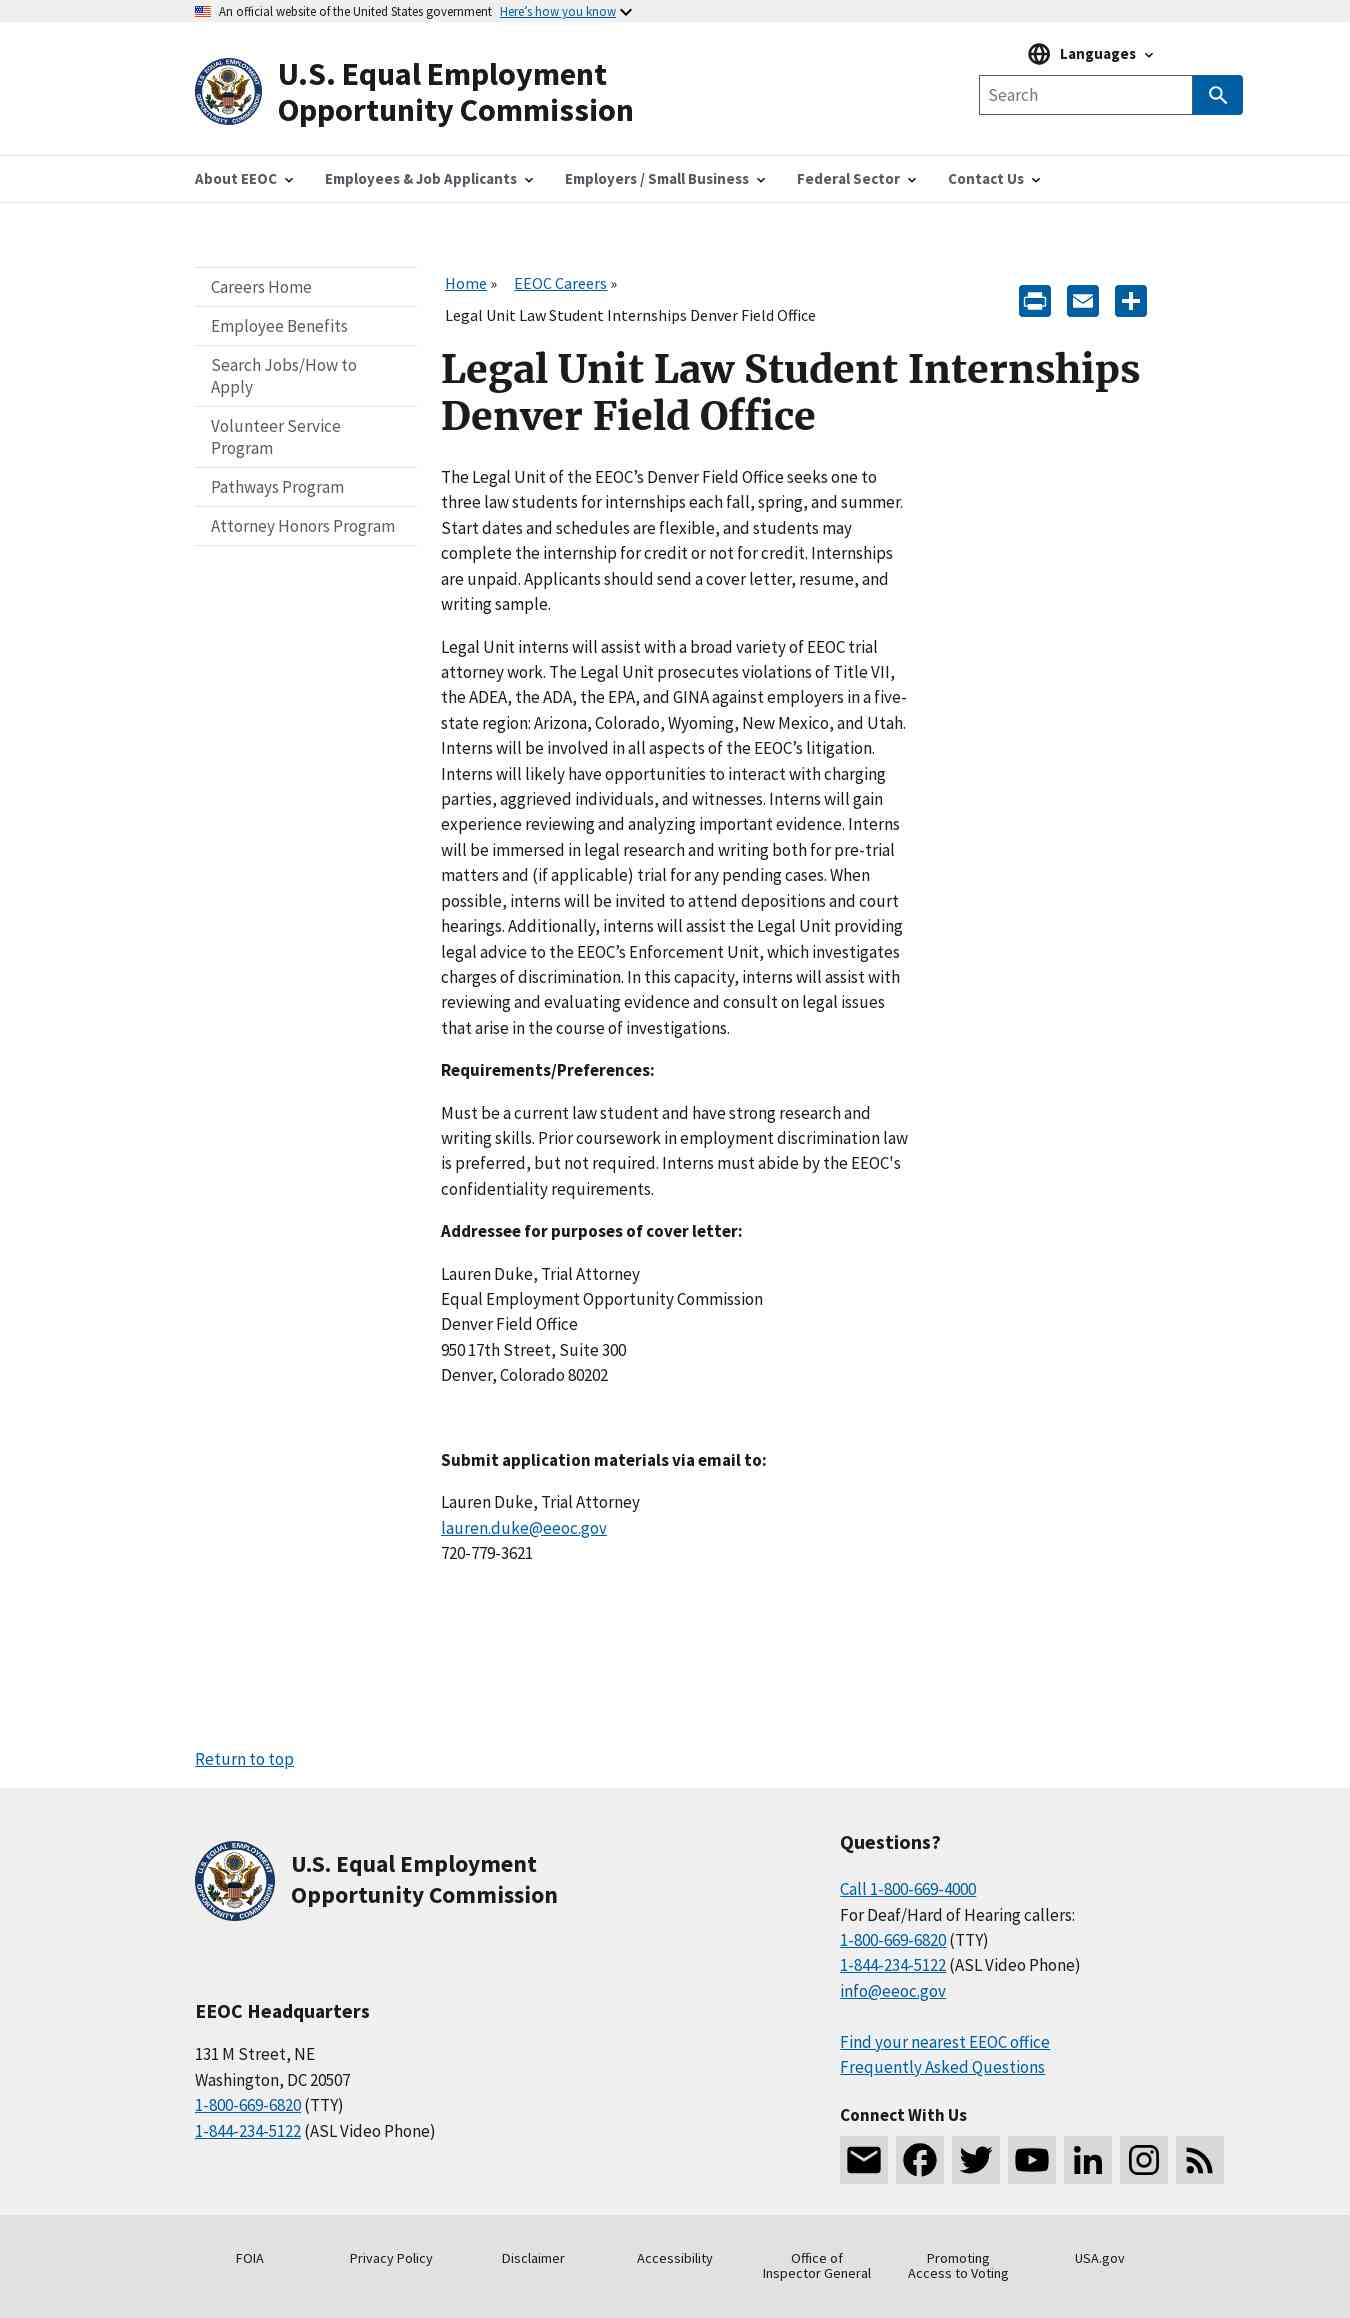 An official website of the United States government Here’s how you know
U.S. Equal Employment
Opportunity Commission
Languages
Search
About EEOC
Employees & Job Applicants
Employers / Small Business
Federal Sector
Contact Us
Careers Home
Employee Benefits
Search Jobs/How to
Apply
Volunteer Service
Program
Pathways Program
Attorney Honors Program
Home » EEOC Careers »
Legal Unit Law Student Internships Denver Field Office
Legal Unit Law Student Internships
Denver Field Office
The Legal Unit of the EEOC’s Denver Field Office seeks one to
three law students for internships each fall, spring, and summer.
Start dates and schedules are flexible, and students may
complete the internship for credit or not for credit. Internships
are unpaid. Applicants should send a cover letter, resume, and
writing sample.
Legal Unit interns will assist with a broad variety of EEOC trial
attorney work. The Legal Unit prosecutes violations of Title VII,
the ADEA, the ADA, the EPA, and GINA against employers in a five-
state region: Arizona, Colorado, Wyoming, New Mexico, and Utah.
Interns will be involved in all aspects of the EEOC’s litigation.
Interns will likely have opportunities to interact with charging
parties, aggrieved individuals, and witnesses. Interns will gain
experience reviewing and analyzing important evidence. Interns
will be immersed in legal research and writing both for pre-trial
matters and (if applicable) trial for any pending cases. When
possible, interns will be invited to attend depositions and court
hearings. Additionally, interns will assist the Legal Unit providing
legal advice to the EEOC’s Enforcement Unit, which investigates
charges of discrimination. In this capacity, interns will assist with
reviewing and evaluating evidence and consult on legal issues
that arise in the course of investigations.
Requirements/Preferences:
Must be a current law student and have strong research and
writing skills. Prior coursework in employment discrimination law
is preferred, but not required. Interns must abide by the EEOC's
confidentiality requirements.
Addressee for purposes of cover letter:
Lauren Duke, Trial Attorney
Equal Employment Opportunity Commission
Denver Field Office
950 17th Street, Suite 300
Denver, Colorado 80202
Submit application materials via email to:
Lauren Duke, Trial Attorney
lauren.duke@eeoc.gov
720-779-3621
Return to top
U.S. Equal Employment
Opportunity Commission
EEOC Headquarters
131 M Street, NE
Washington, DC 20507
1-800-669-6820 (TTY)
1-844-234-5122 (ASL Video Phone)
Questions?
Call 1-800-669-4000
For Deaf/Hard of Hearing callers:
1-800-669-6820 (TTY)
1-844-234-5122 (ASL Video Phone)
info@eeoc.gov
Find your nearest EEOC office
Frequently Asked Questions
Connect With Us
FOIA
Privacy Policy
Disclaimer
Accessibility
Office of
Inspector General
Promoting
Access to Voting
USA.gov